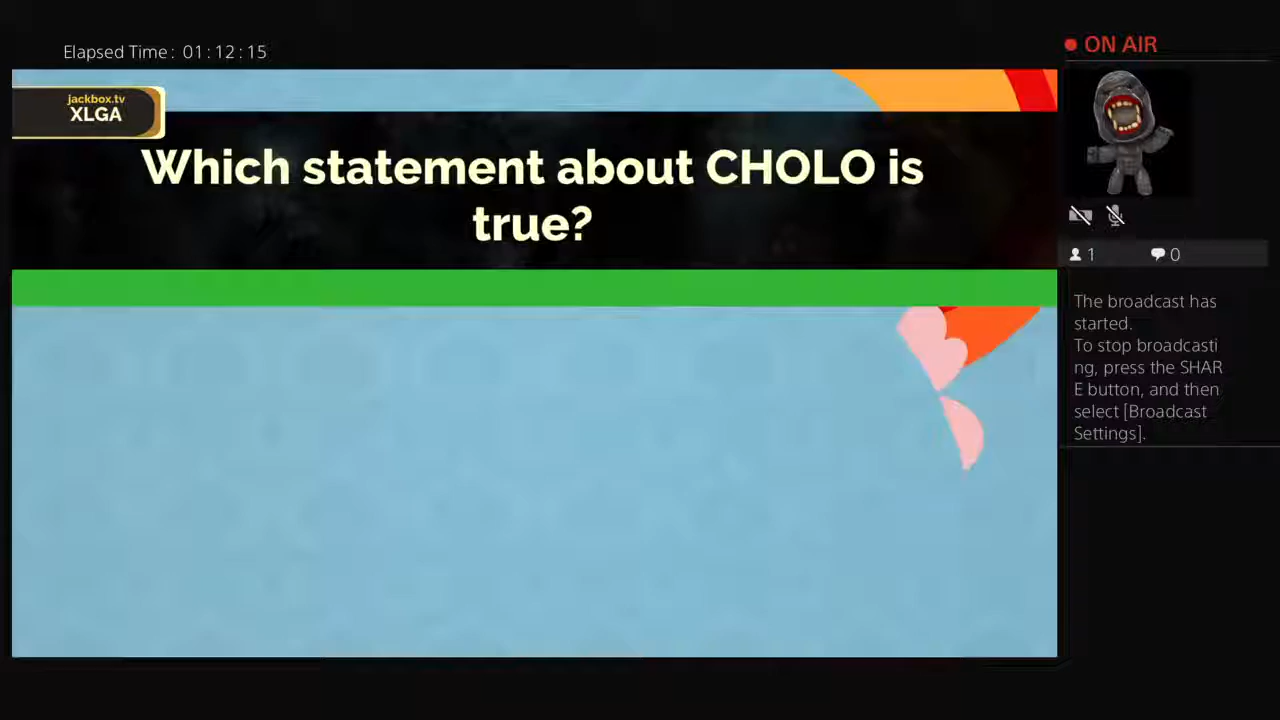 Elapsed Time: 01:12:15
ON AIR
jackbox.tv
XLGA
Which statement about CHOLO is
true?
1
0
The broadcast has
started.
To stop broadcasti
ng, press the SHAR
E button, and then
select [Broadcast
Settings].